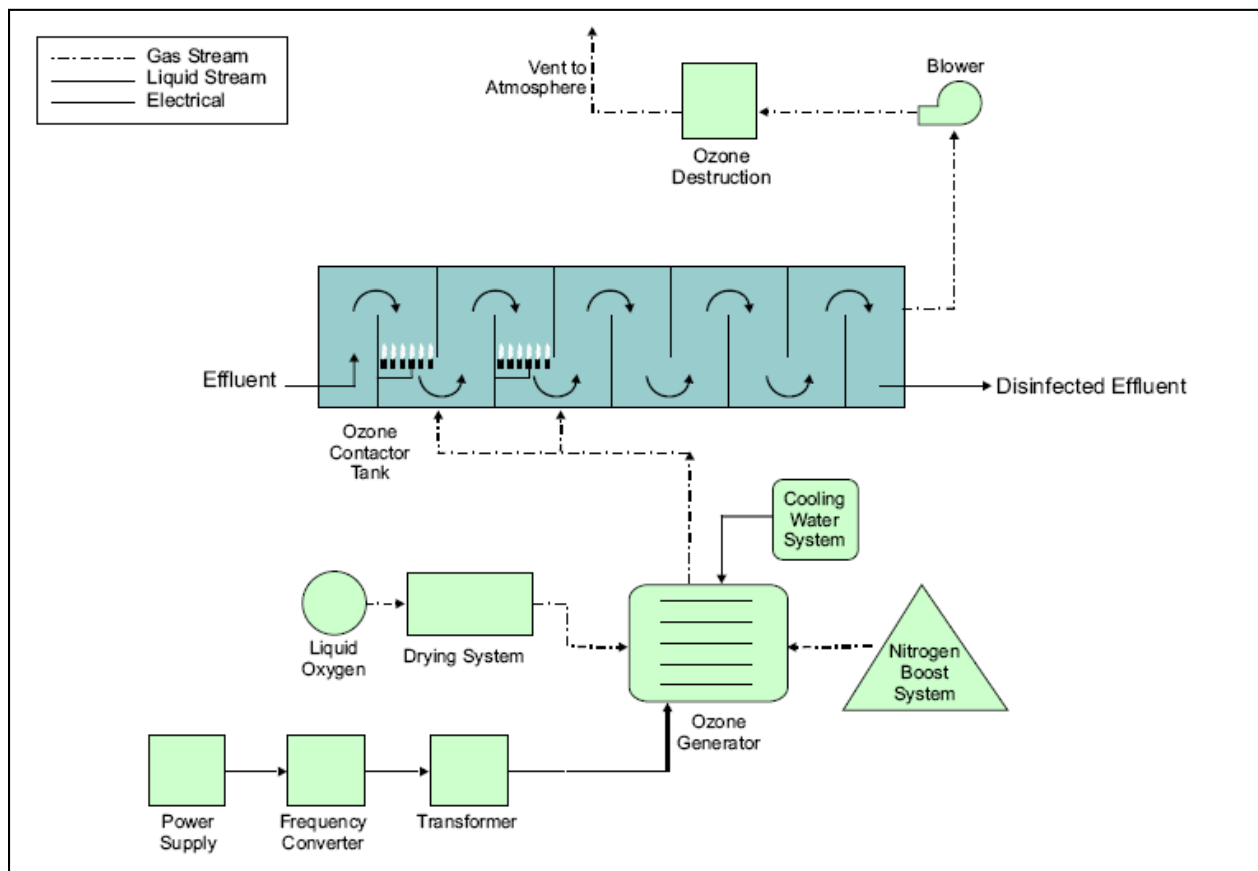 Gas Stream
Liquid Stream
Electrical
Vent to
Atmosphere
Blower
Ozone
Destruction
Effluent
Disinfected Effluent
Ozone
Contactor
Tank
Cooling
Water
System
Liquid
Oxygen
Drying System
Nitrogen
Boost
System
Ozone
Generator
Power
Supply
Frequency
Converter
Transformer